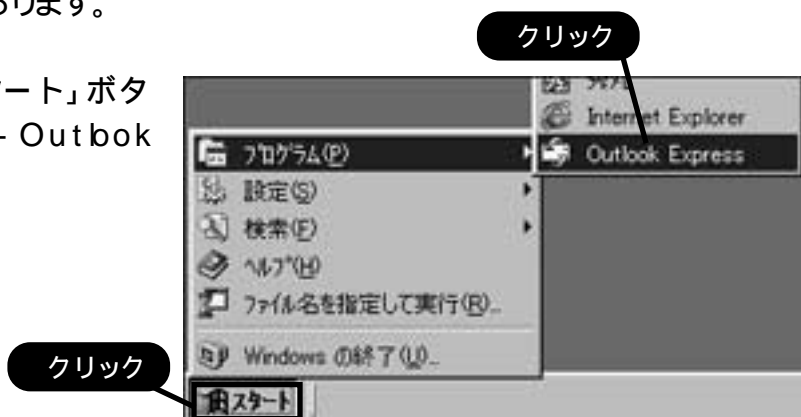 ります。
クリック
ート」ボタ
- Outlook
Internet Explorer
Outlook Express
プログラム(P)
設定(S)
検索(F)
ヘルプ(H)
ファイル名を指定して実行(R)...
Windows の終了(U)...
クリック
スタート